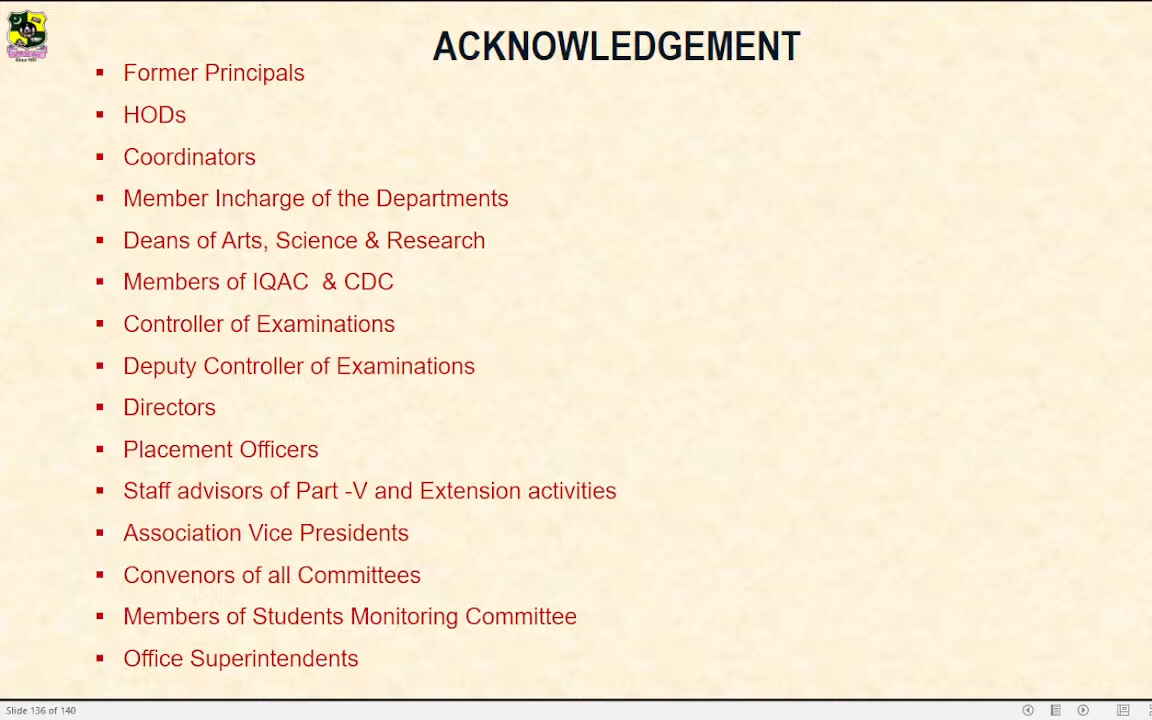 ACKNOWLEDGEMENT
▪ Former Principals
▪ HODs
▪ Coordinators
▪ Member Incharge of the Departments
▪ Deans of Arts, Science & Research
▪ Members of IQAC  & CDC
▪ Controller of Examinations
▪ Deputy Controller of Examinations
▪ Directors
▪ Placement Officers
▪ Staff advisors of Part -V and Extension activities
▪ Association Vice Presidents
▪ Convenors of all Committees
▪ Members of Students Monitoring Committee
▪ Office Superintendents
Slide 136 of 140